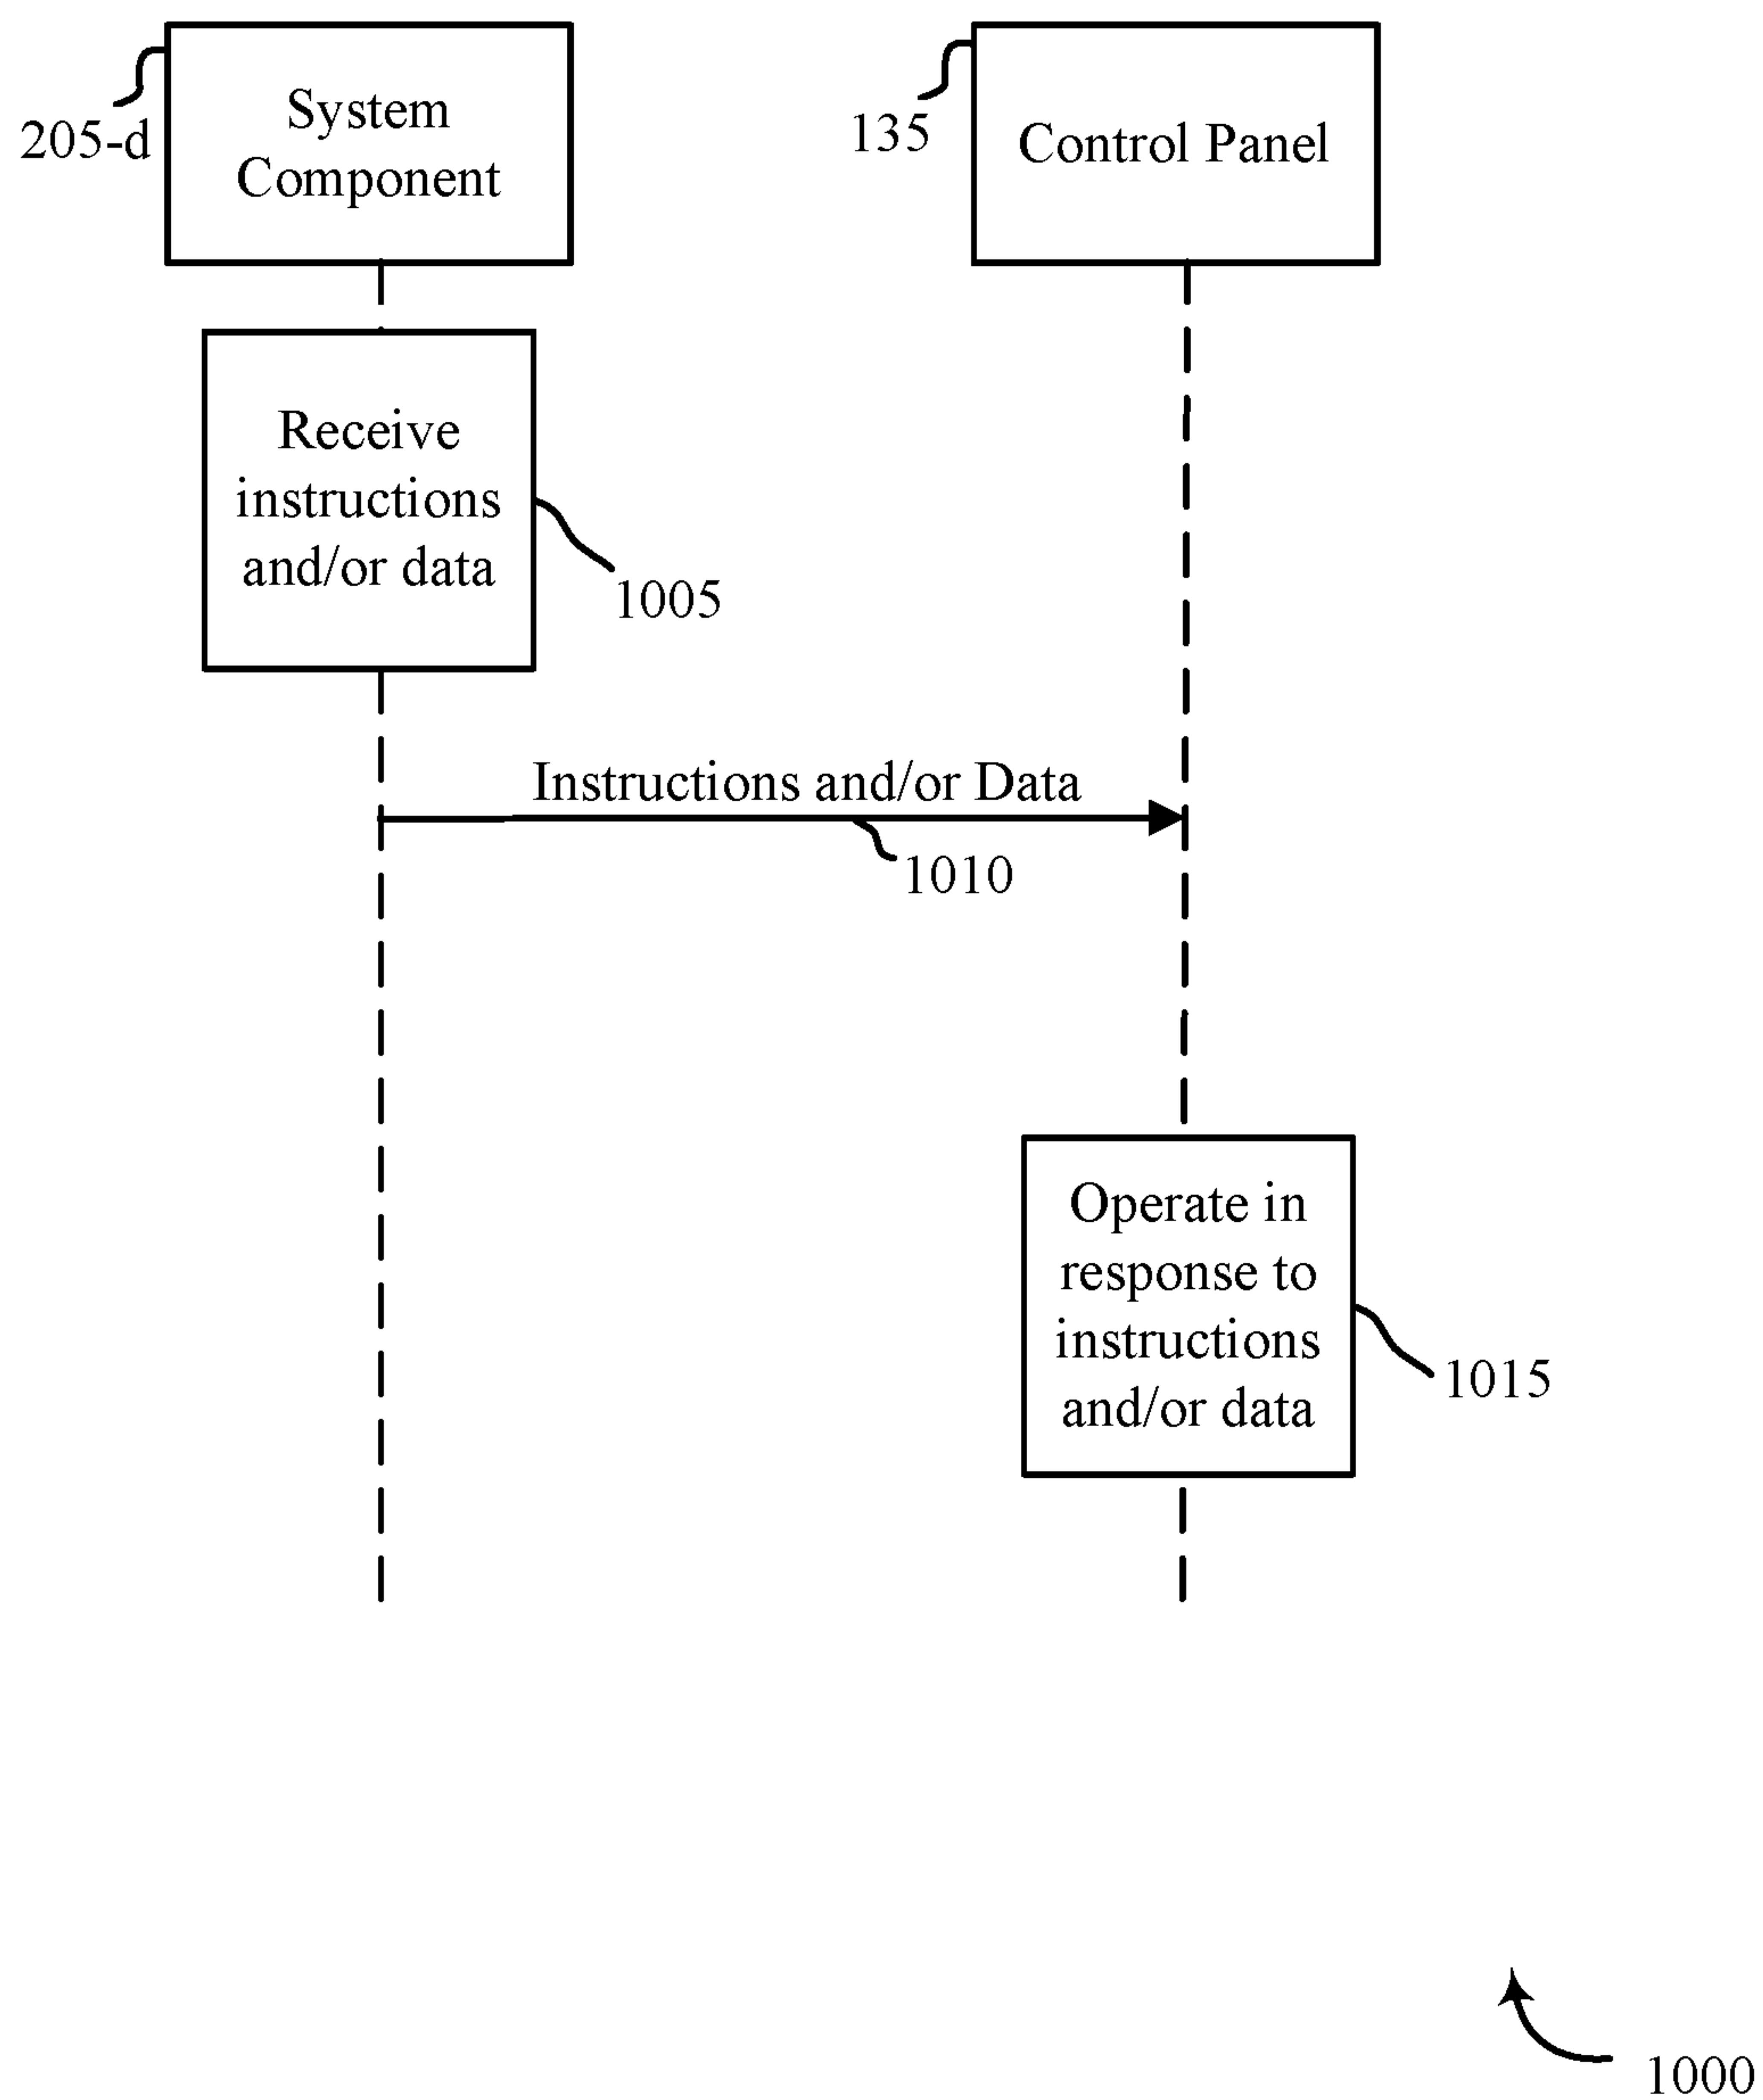 System
Component
205-d
Control Panel
135
Receive
instructions
and/or data
1005
Instructions and/or Data
1010
Operate in
response to
instructions
and/or data
1015
1000